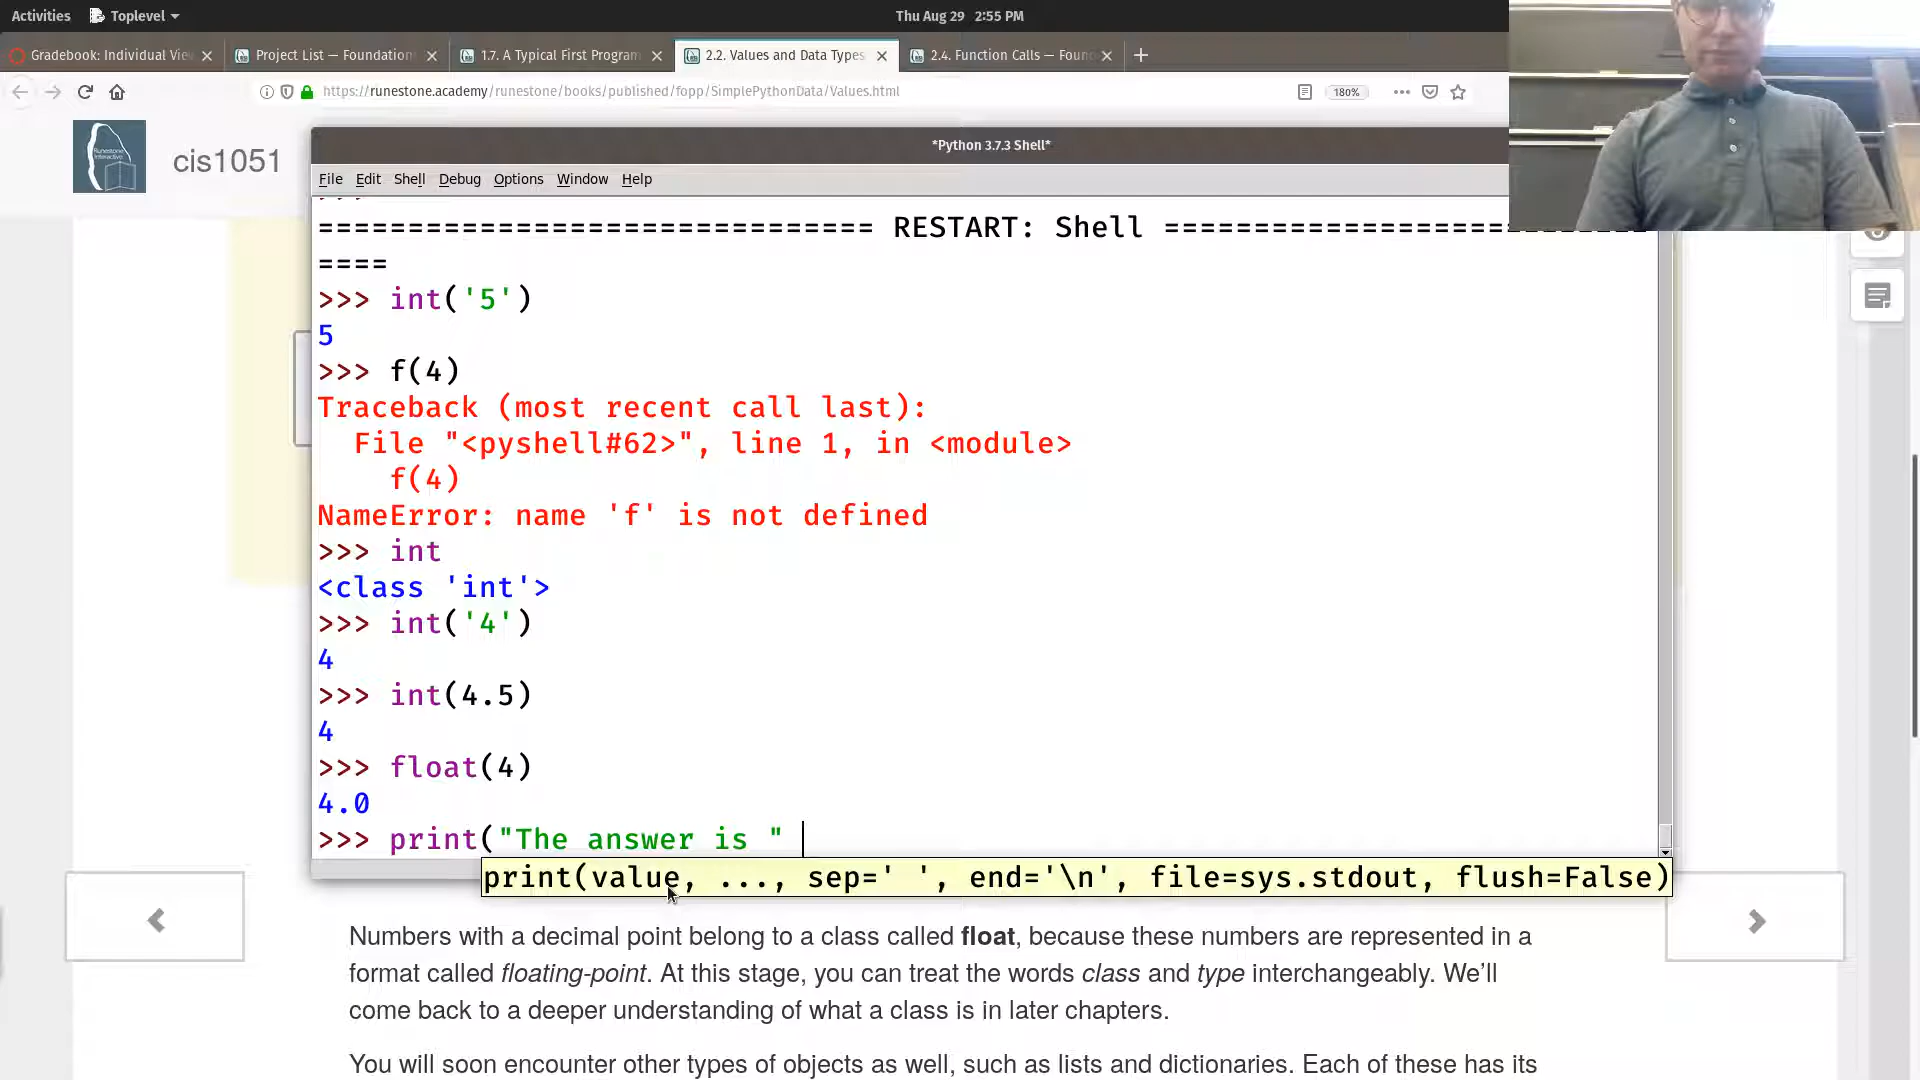 Activities Toplevel Thu Aug 29 2:55 PM
Gradebook: Individual Vie Project List — Foundation 1.7. A Typical First Program 2.2. Values and Data Types 2.4. Function Calls — Foun
https://runestone.academy/runestone/books/published/fopp/SimplePythonData/Values.html 180%
cis1051
*Python 3.7.3 Shell*
File Edit Shell Debug Options Window Help
=============================== RESTART: Shell ===========================
====
>>> int('5')
5
>>> f(4)
Traceback (most recent call last):
  File "<pyshell#62>", line 1, in <module>
    f(4)
NameError: name 'f' is not defined
>>> int
<class 'int'>
>>> int('4')
4
>>> int(4.5)
4
>>> float(4)
4.0
>>> print("The answer is "
print(value, ..., sep=' ', end='\n', file=sys.stdout, flush=False)
Numbers with a decimal point belong to a class called float, because these numbers are represented in a
format called floating-point. At this stage, you can treat the words class and type interchangeably. We'll
come back to a deeper understanding of what a class is in later chapters.
You will soon encounter other types of objects as well, such as lists and dictionaries. Each of these has its